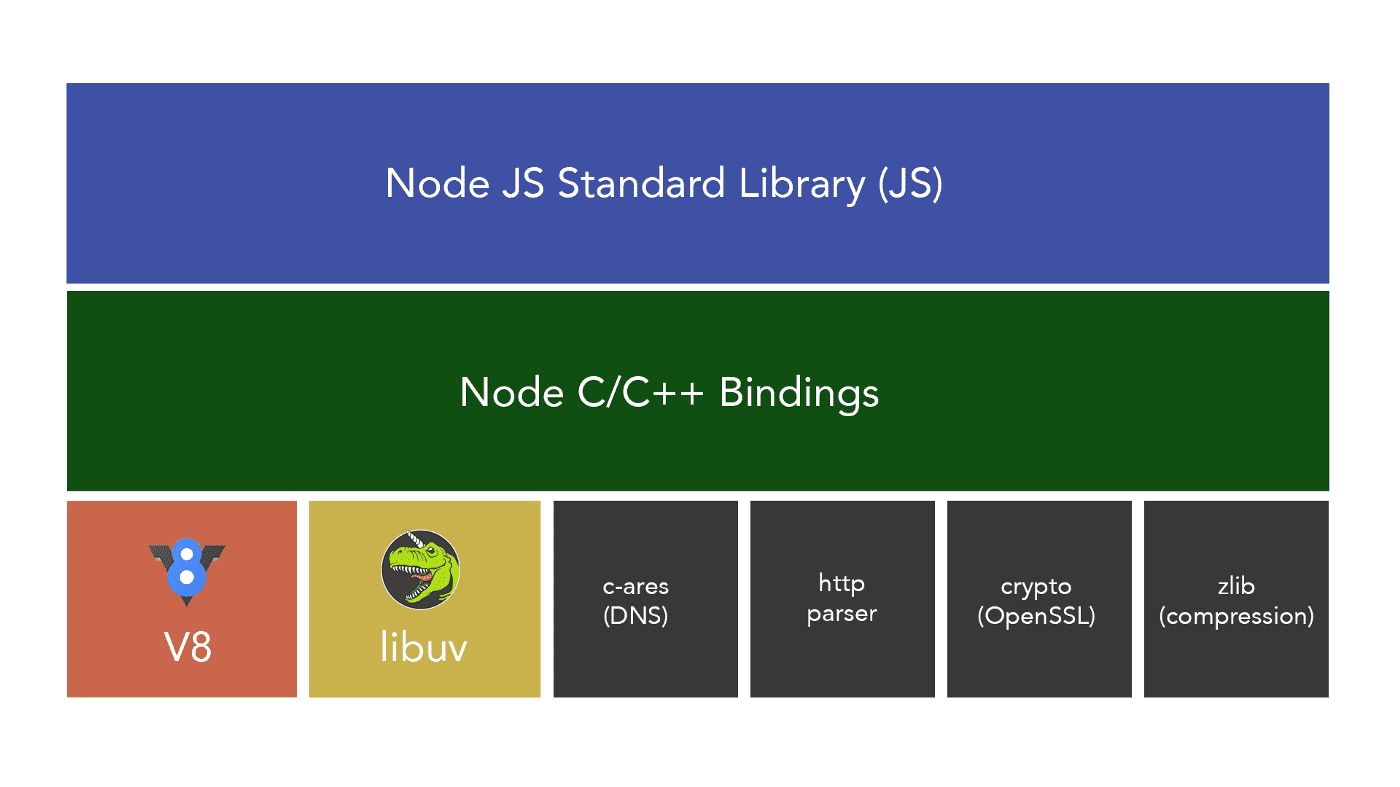 Node JS Standard Library (JS)
Node C/C++ Bindings
V8
libuv
c-ares
(DNS)
http
parser
crypto
(OpenSSL)
zlib
(compression)